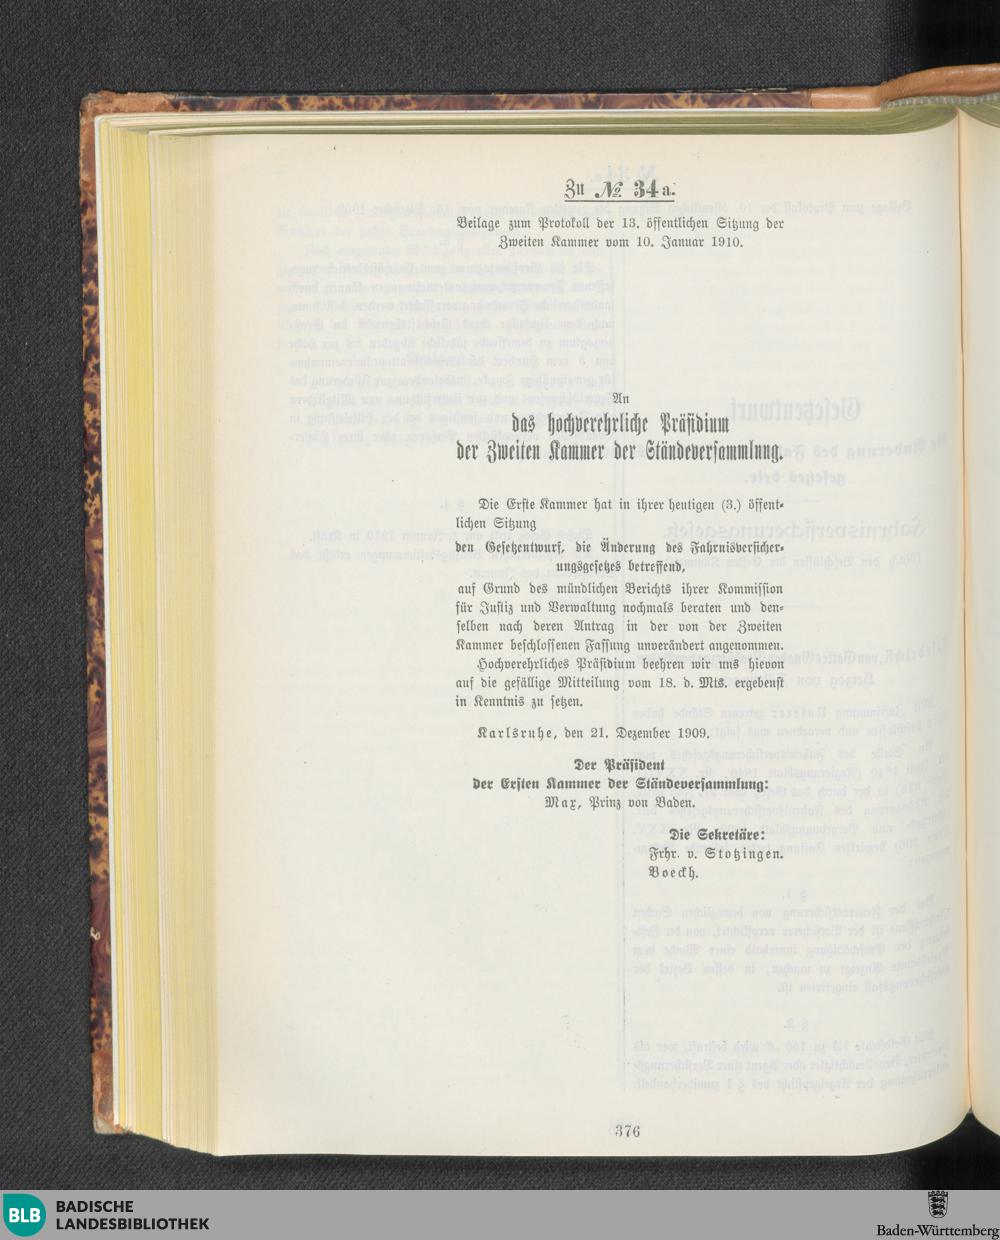 Zu № 34a.
Beilage zum Protokoll der 13. öffentlichen Sitzung der
Zweiten Kammer vom 10. Januar 1910.
An
das hochverehrliche Präsidium
der Zweiten Kammer der Ständeversammlung.
Die Erste Kammer hat in ihrer heutigen (3.) öffent-
lichen Sitzung
den Gesetzentwurf, die Änderung des Fahrnisversicher-
ungsgesetzes betreffend,
auf Grund des mündlichen Berichts ihrer Kommission
für Justiz und Verwaltung nochmals beraten und den-
selben nach deren Antrag in der von der Zweiten
Kammer beschlossenen Fassung unverändert angenommen.
Hochverehrliches Präsidium beehren wir uns hievon
auf die gefällige Mitteilung vom 18. d. Mts. ergebenst
in Kenntnis zu setzen.
Karlsruhe, den 21. Dezember 1909.
Der Präsident
der Ersten Kammer der Ständeversammlung:
Max, Prinz von Baden.
Die Sekretäre:
Frhr. v. Stotzingen.
Boeckh.
376
BLB
BADISCHE
LANDESBIBLIOTHEK
Baden-Württemberg